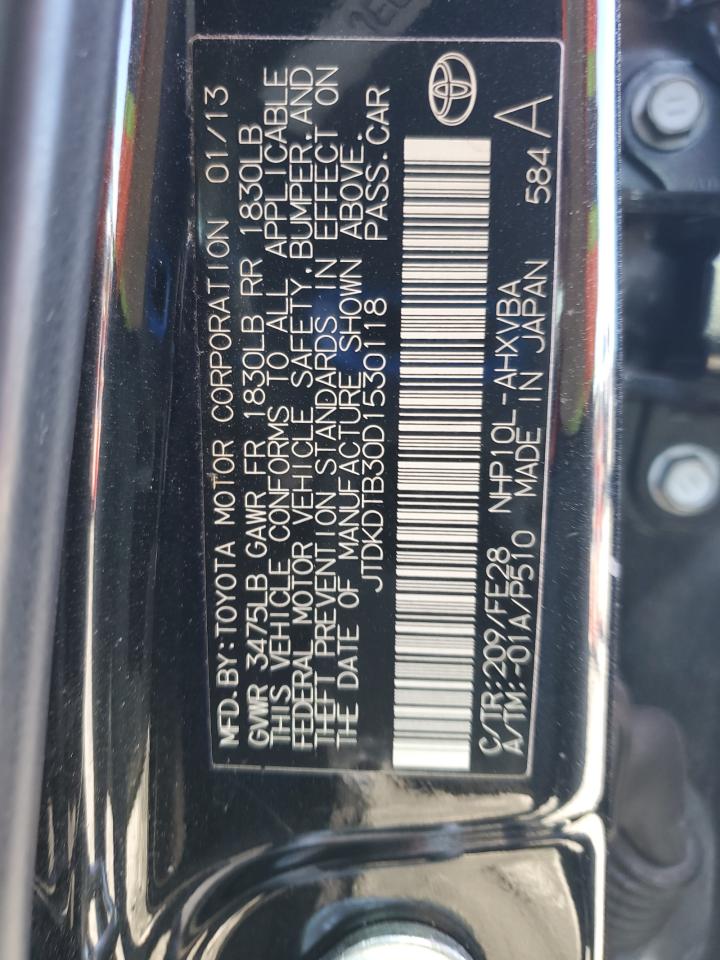 MFD.BY:TOYOTA MOTOR CORPORATION 01/13
GVWR 3475LB GAWR FR 1830LB RR 1830LB
THIS VEHICLE CONFORMS TO ALL APPLICABLE
FEDERAL MOTOR VEHICLE SAFETY,BUMPER,AND
THEFT PREVENTION STANDARDS IN EFFECT ON
THE DATE OF MANUFACTURE SHOWN ABOVE.
JTDKDTB30D1530118 PASS.CAR
C/TR:209/FE28 NHP10L-AHXVBA
A/TM:-01A/P510 MADE IN JAPAN 584 A